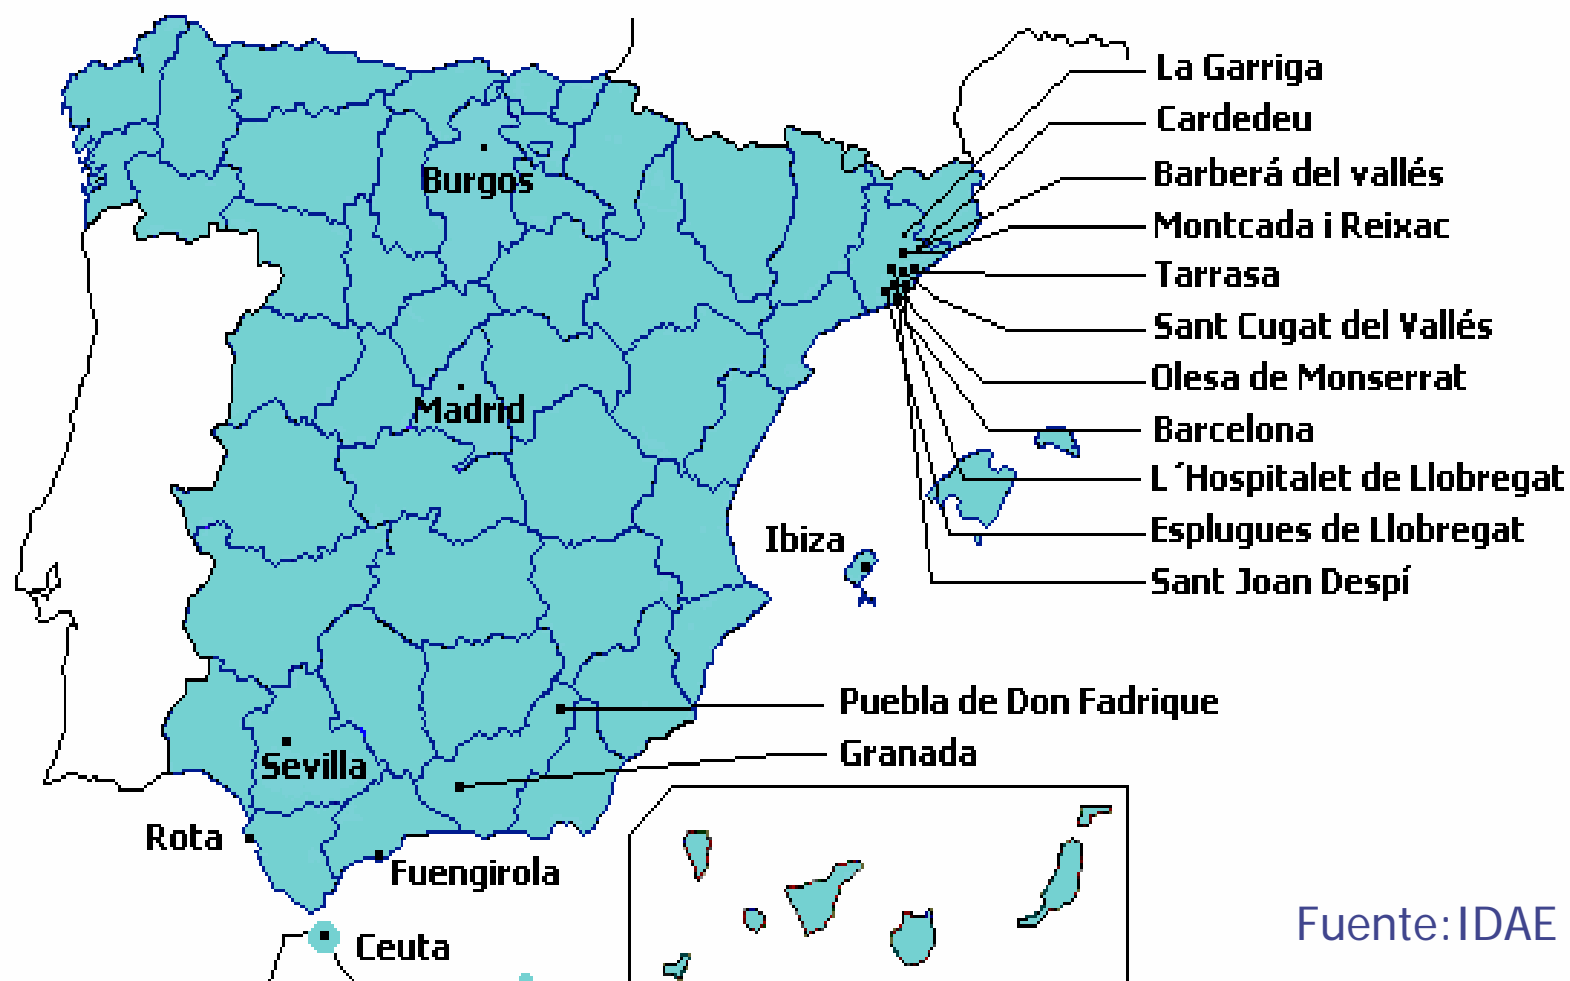 La Garriga
Cardedeu
Barberá del vallés
Burgos
Montcada i Reixac
Tarrasa
Sant Cugat del Vallés
Olesa de Monserrat
Madrid
Barcelona
L´Hospitalet de Llobregat
Esplugues de Llobregat
Ibiza
Sant Joan Despí
Puebla de Don Fadrique
Granada
Sevilla
Rota
Fuengirola
Ceuta
Fuente: IDAE